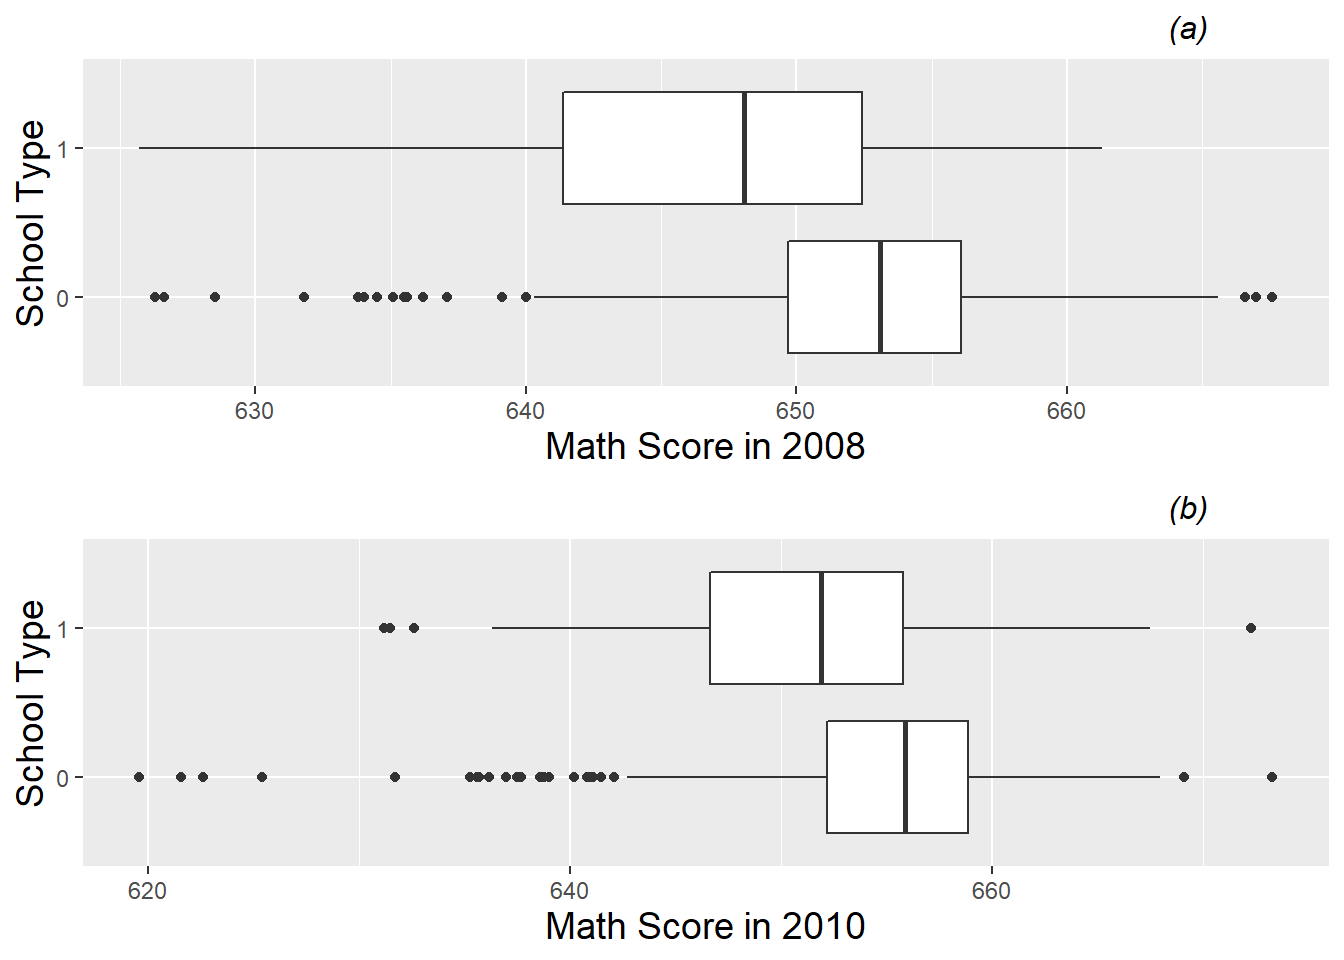 (a)
School Type
1
0
630 640 650 660
Math Score in 2008
(b)
School Type
1
0
620 640 660
Math Score in 2010